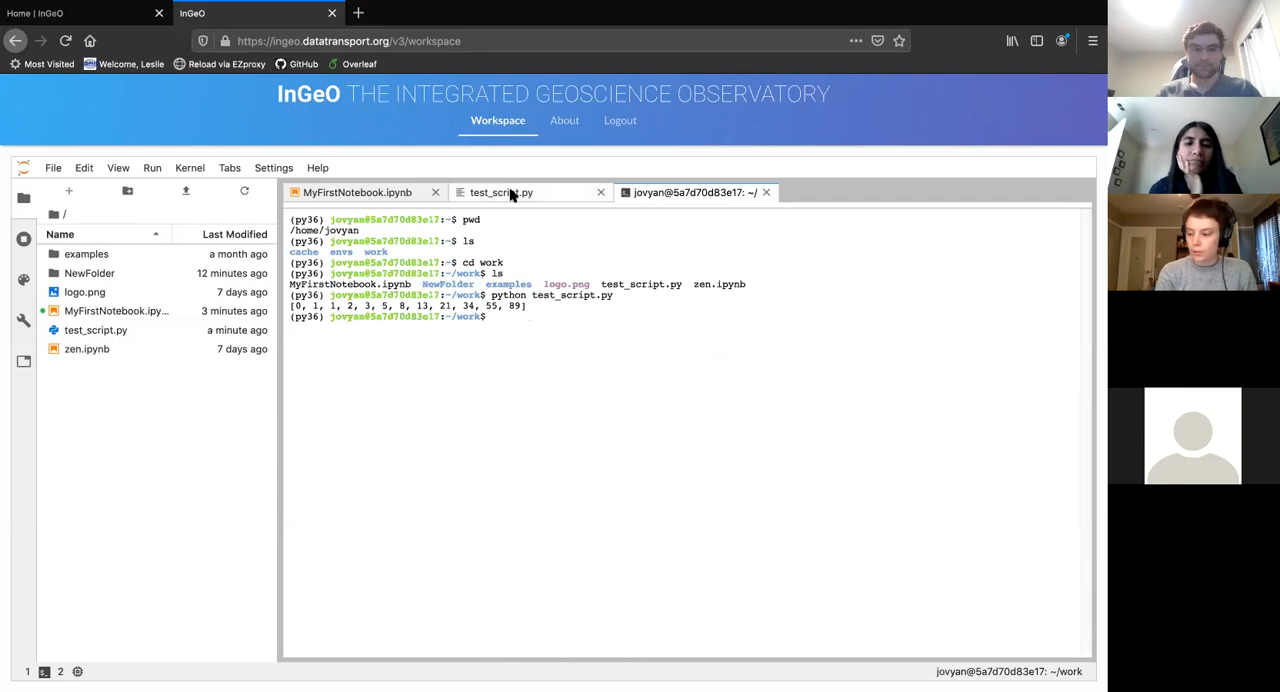 Home | InGeO
InGeO
https://ingeo.datatransport.org/v3/workspace
Most Visited Welcome, Leslie Reload via EZproxy GitHub Overleaf
InGeO THE INTEGRATED GEOSCIENCE OBSERVATORY
Workspace About Logout
File Edit View Run Kernel Tabs Settings Help
MyFirstNotebook.ipynb test_script.py jovyan@5a7d70d83e17: ~/
/
Name Last Modified
examples a month ago
NewFolder 12 minutes ago
logo.png 7 days ago
MyFirstNotebook.ipy... 3 minutes ago
test_script.py a minute ago
zen.ipynb 7 days ago
(py36) jovyan@5a7d70d83e17:~$ pwd
/home/jovyan
(py36) jovyan@5a7d70d83e17:~$ ls
cache envs work
(py36) jovyan@5a7d70d83e17:~$ cd work
(py36) jovyan@5a7d70d83e17:~/work$ ls
MyFirstNotebook.ipynb NewFolder examples logo.png test_script.py zen.ipynb
(py36) jovyan@5a7d70d83e17:~/work$ python test_script.py
[0, 1, 1, 2, 3, 5, 8, 13, 21, 34, 55, 89]
(py36) jovyan@5a7d70d83e17:~/work$
1 2 jovyan@5a7d70d83e17: ~/work